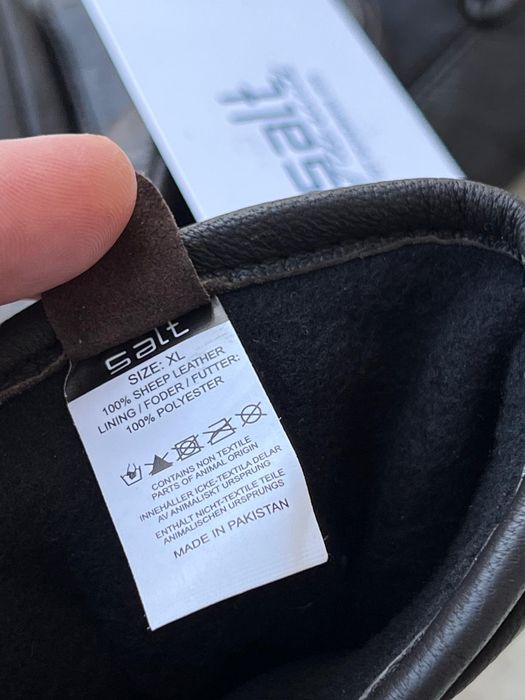 salt
salt
SIZE: XL
100% SHEEP LEATHER
LINING / FODER / FUTTER:
100% POLYESTER
CONTAINS NON TEXTILE
PARTS OF ANIMAL ORIGIN
INNEHÅLLER ICKE-TEXTILA DELAR
AV ANIMALISKT URSPRUNG
ENTHÄLT NICHT-TEXTILE TEILE
ANIMALISCHEN URSPRUNGS
MADE IN PAKISTAN